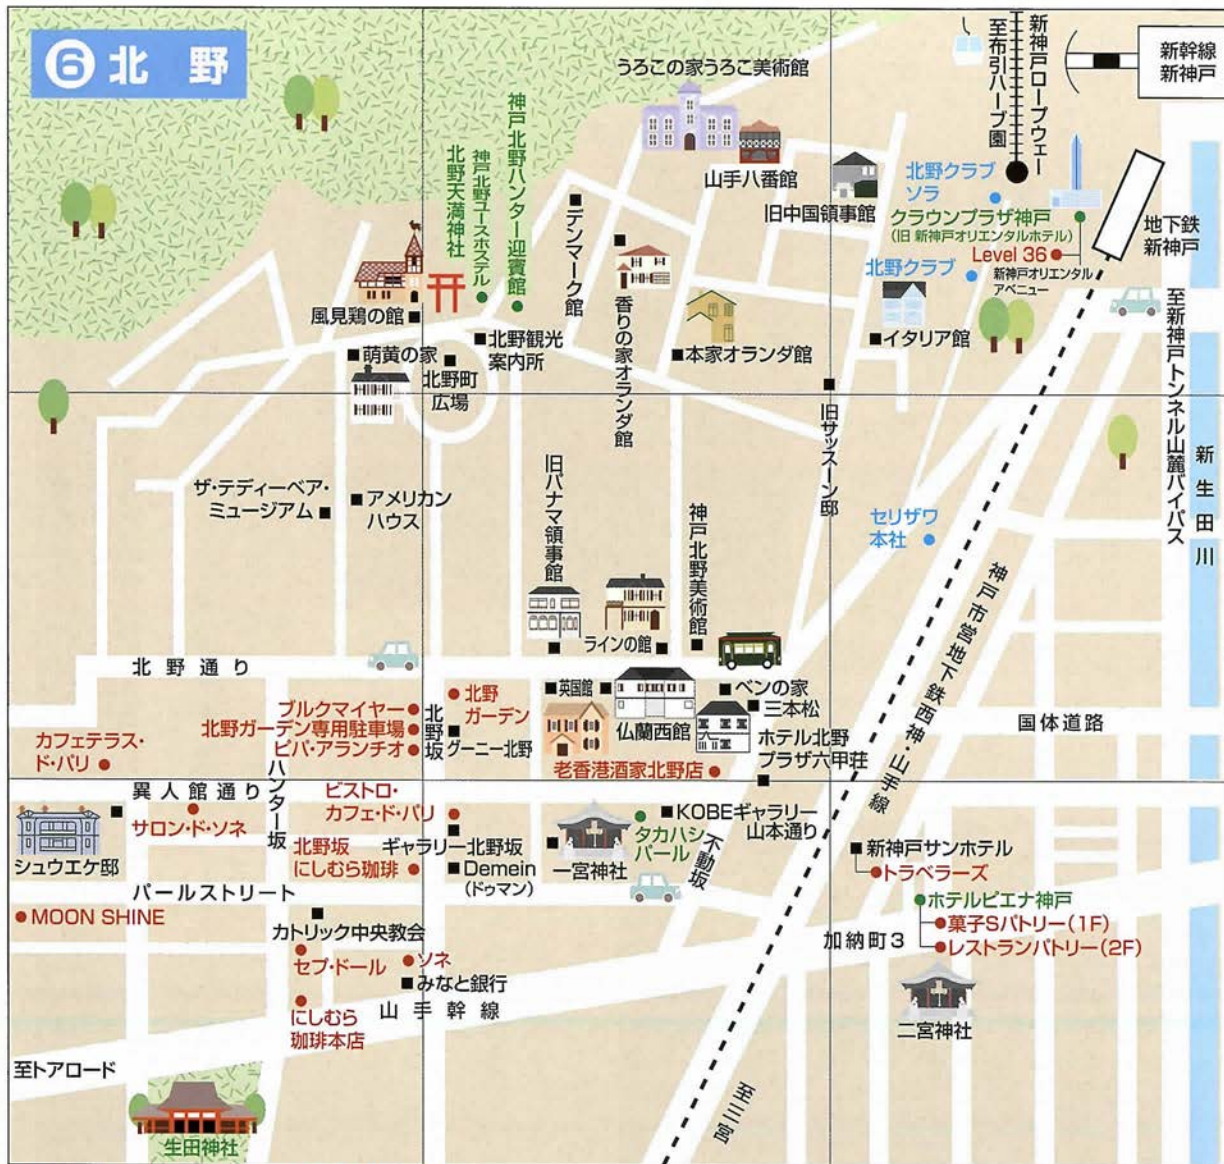 ⑥北野
うろこの家うろこ美術館
新神戸ロープウェー
至布引ハーブ園
新幹線
新神戸
神戸北野ハンター迎賓館
神戸北野ユースホステル
北野天満神社
デンマーク館
山手八番館
旧中国領事館
北野クラブ
ソラ
クラウンプラザ神戸
(旧 新神戸オリエンタルホテル)
Level 36
新神戸オリエンタル
アベニュー
地下鉄
新神戸
北野クラブ
風見鶏の館
香りの家オランダ館
イタリア館
至新神戸トンネル山麓バイパス
萌黄の家
北野町
広場
北野観光
案内所
本家オランダ館
旧サッスーン邸
新生田川
ザ・テディーベア・
ミュージアム
アメリカン
ハウス
旧パナマ領事館
神戸北野美術館
セリザワ
本社
ラインの館
神戸市営地下鉄西神・山手線
北野通り
ブルクマイヤー
北野ガーデン専用駐車場
ビバ・アランチオ
北野坂
北野
ガーデン
グーニー北野
英国館
仏蘭西館
ベンの家
三本松
ホテル北野
プラザ六甲荘
国体道路
カフェテラス・
ド・パリ
老香港酒家北野店
異人館通り
ハンター坂
ビストロ・
カフェ・ド・パリ
サロン・ド・ソネ
シュウエケ邸
北野坂
にしむら珈琲
ギャラリー北野坂
Demein
(ドゥマン)
一宮神社
タカハシ
パール
KOBEギャラリー
山本通り
不動坂
新神戸サンホテル
トラベラーズ
パールストリート
MOON SHINE
カトリック中央教会
セプ・ドール
ソネ
みなと銀行
ホテルピエナ神戸
菓子Sパトリー(1F)
レストランパトリー(2F)
加納町3
にしむら
珈琲本店
山手幹線
二宮神社
至トアロード
生田神社
至三宮